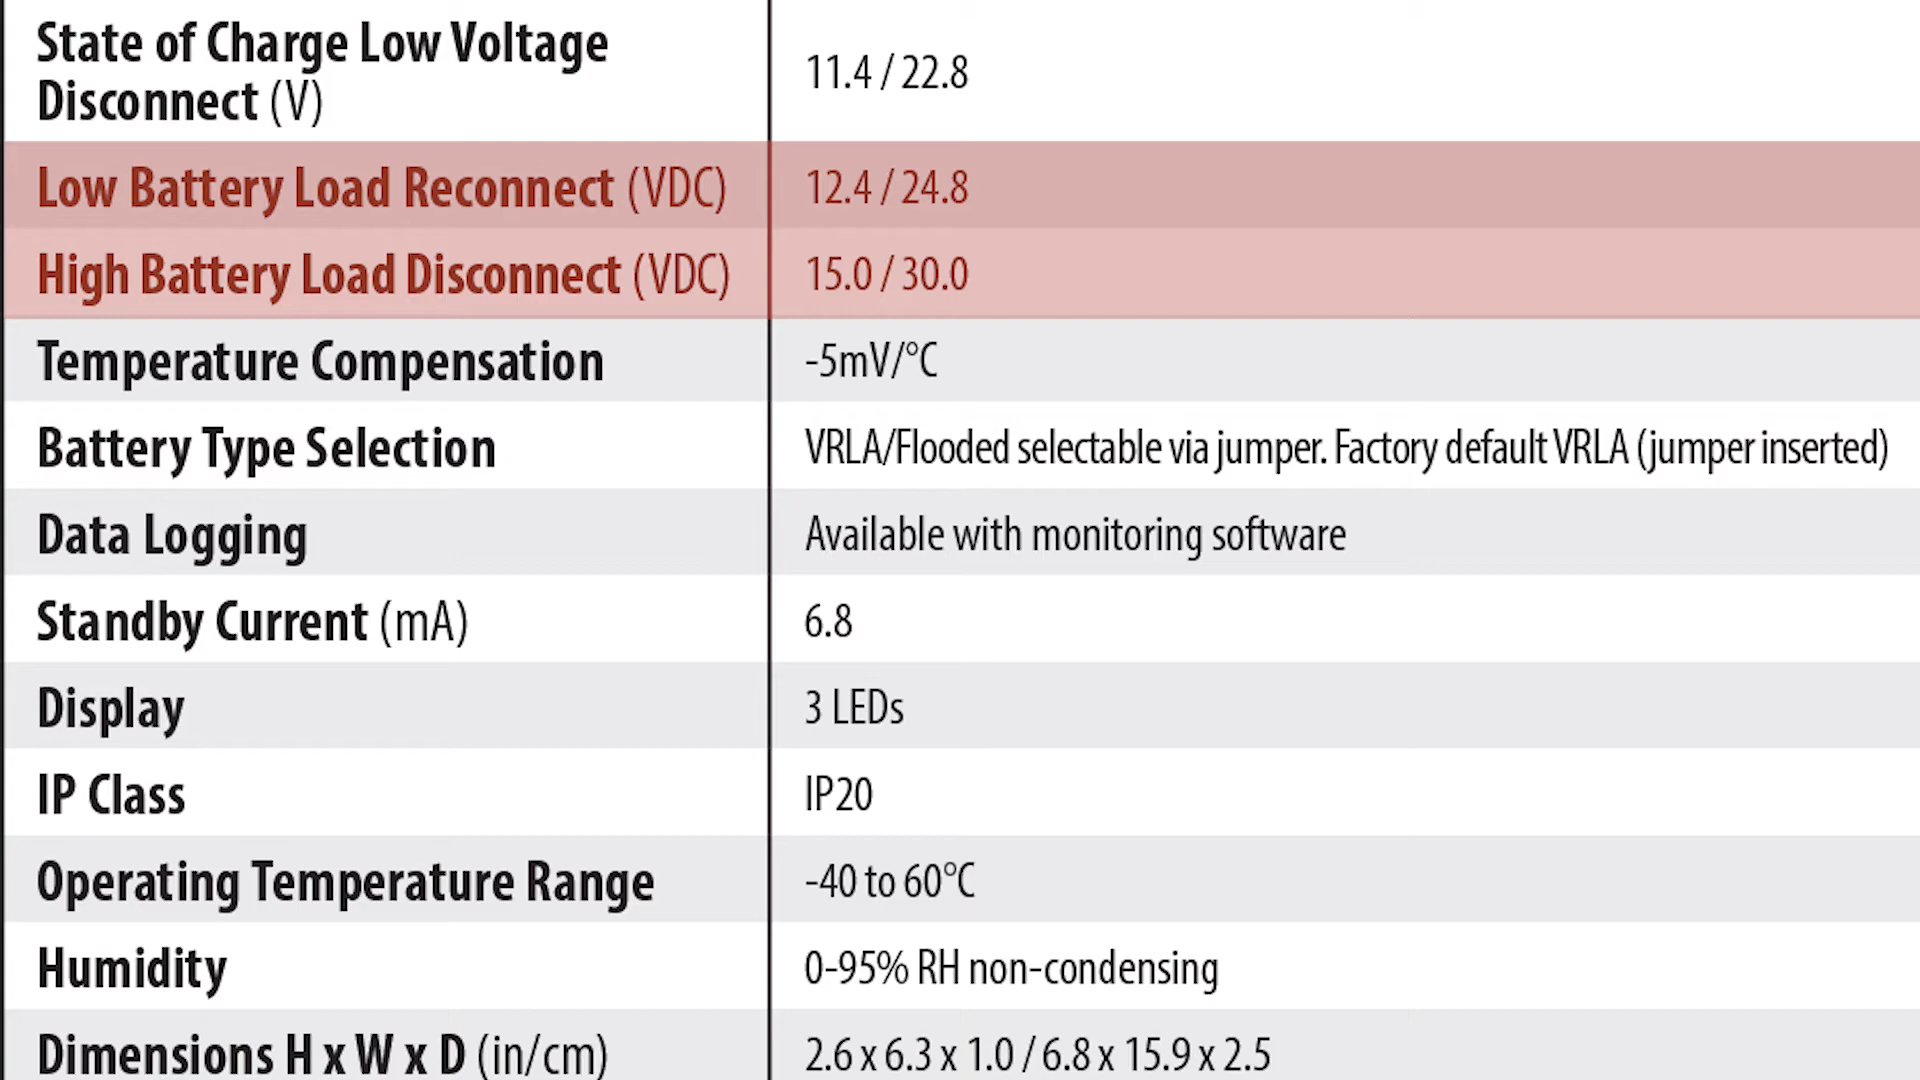 State of Charge Low Voltage
Disconnect (V)
11.4 / 22.8
Low Battery Load Reconnect (VDC)
12.4 / 24.8
High Battery Load Disconnect (VDC)
15.0 / 30.0
Temperature Compensation
-5mV/°C
Battery Type Selection
VRLA/Flooded selectable via jumper. Factory default VRLA (jumper inserted)
Data Logging
Available with monitoring software
Standby Current (mA)
6.8
Display
3 LEDs
IP Class
IP20
Operating Temperature Range
-40 to 60°C
Humidity
0-95% RH non-condensing
Dimensions H x W x D (in/cm)
2.6 x 6.3 x 1.0 / 6.8 x 15.9 x 2.5